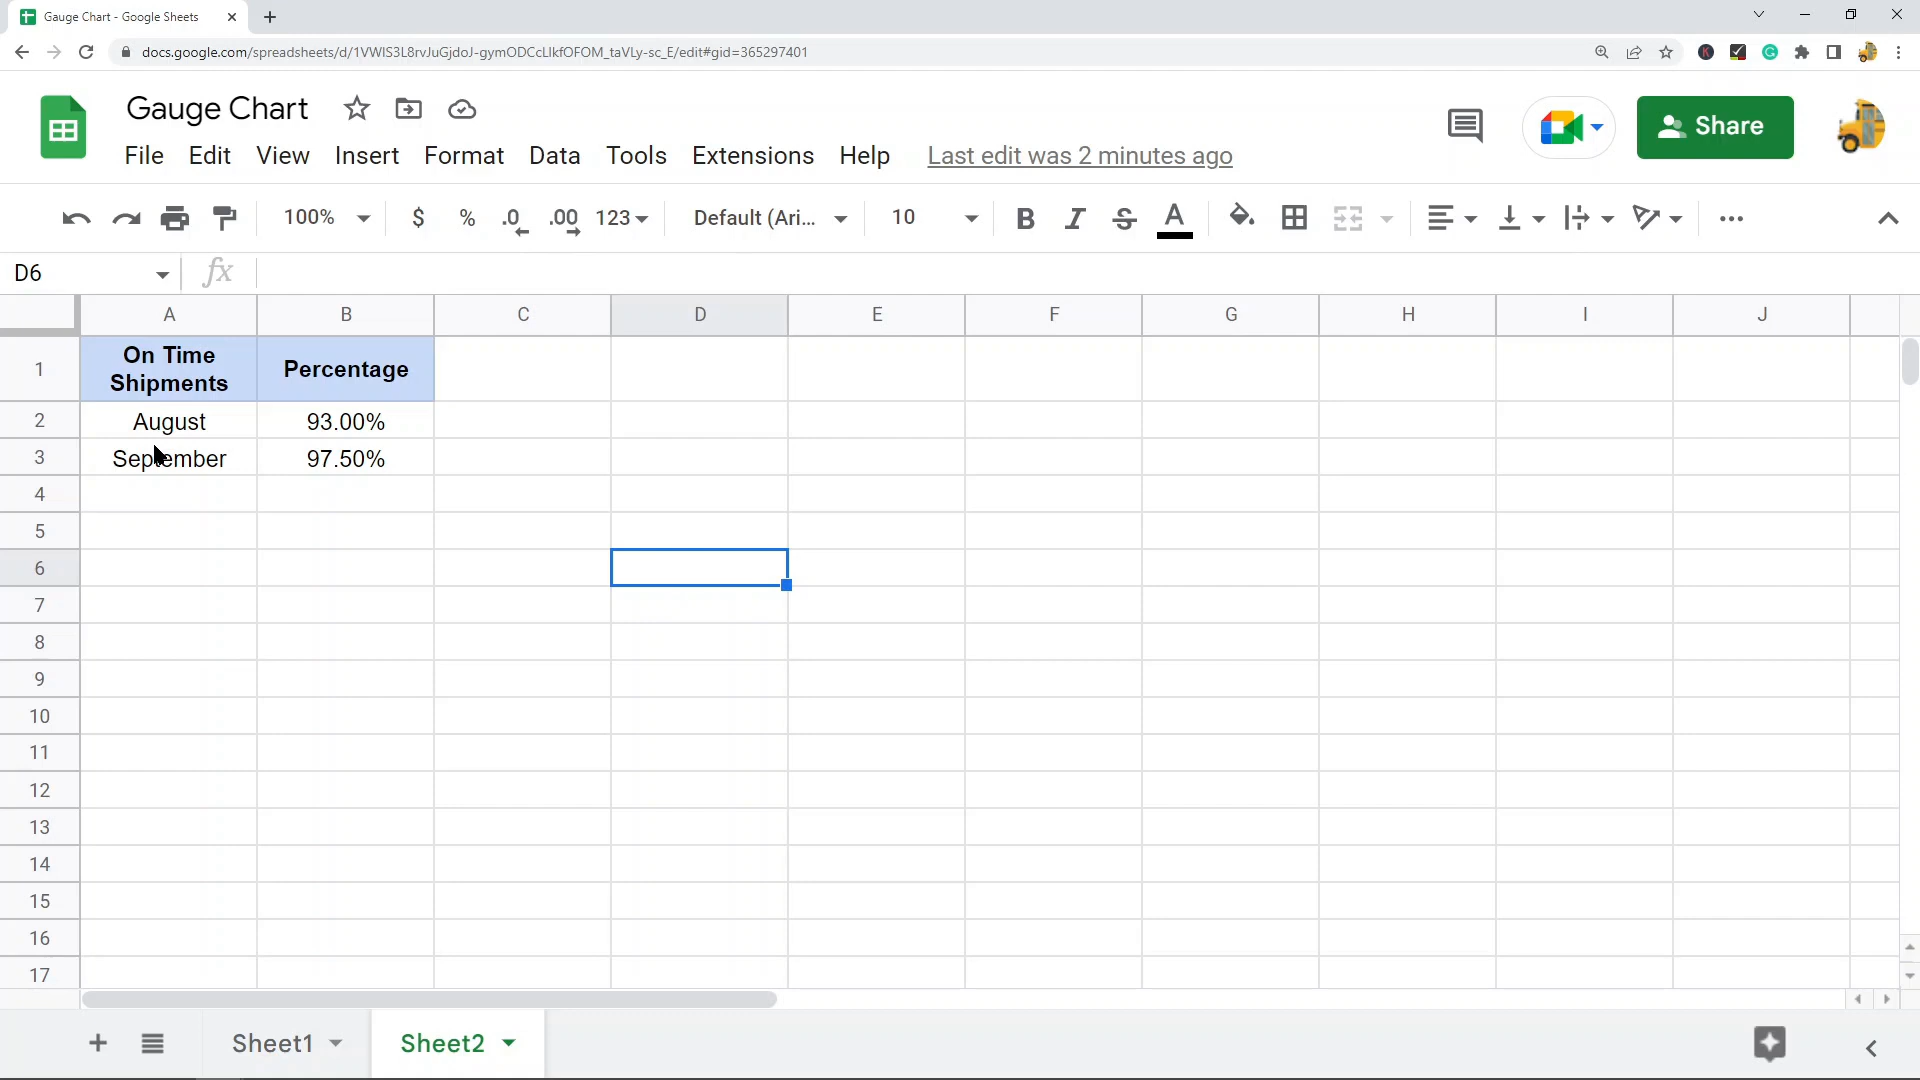 Gauge Chart - Google Sheets
docs.google.com/spreadsheets/d/1VWIS3L8rvJuGjdoJ-gymODCcLIkfOFOM_taVLy-sc_E/edit#gid=365297401
Gauge Chart
Share
File Edit View Insert Format Data Tools Extensions Help Last edit was 2 minutes ago
100% $ % .0 .00 123 Default (Ari... 10 B I S A
D6 fx
A B C D E F G H I J
1 On Time Shipments Percentage
2 August 93.00%
3 September 97.50%
4
5
6
7
8
9
10
11
12
13
14
15
16
17
Sheet1 Sheet2